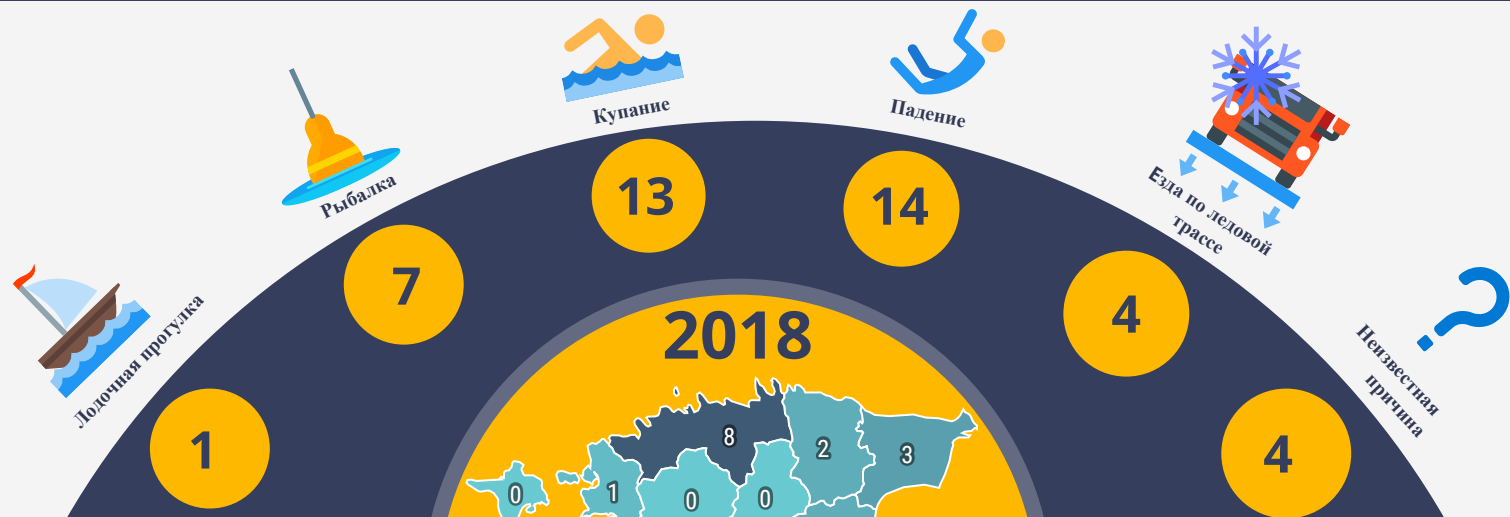 Лодочная прогулка
Рыбалка
Купание
Падение
Езда по ледовой
трассе
Неизвестная
причина
1
7
13
14
4
4
2018
8
2
3
0
1
0
0